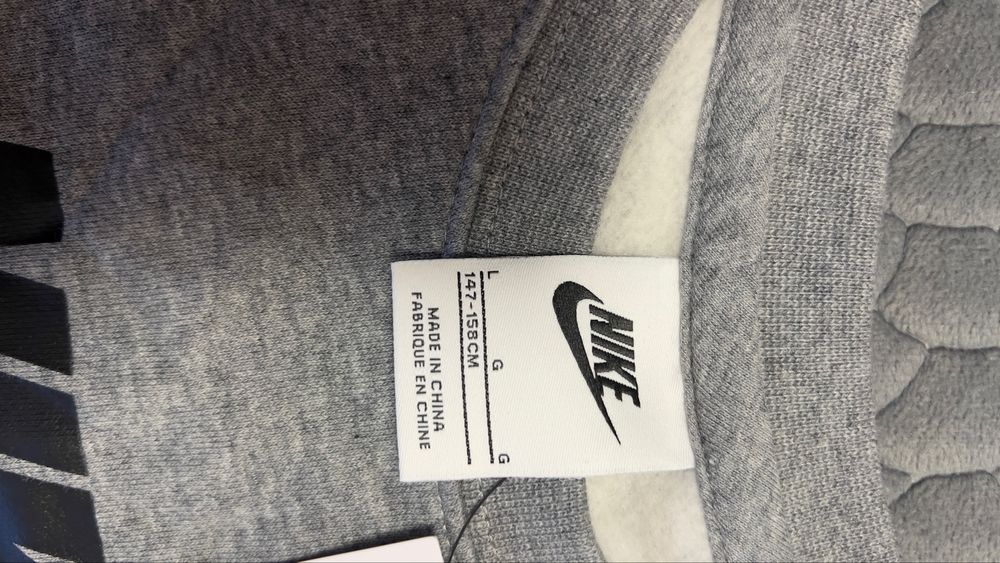 NIKE
L G G
147-158CM
MADE IN CHINA
FABRIQUE EN CHINE